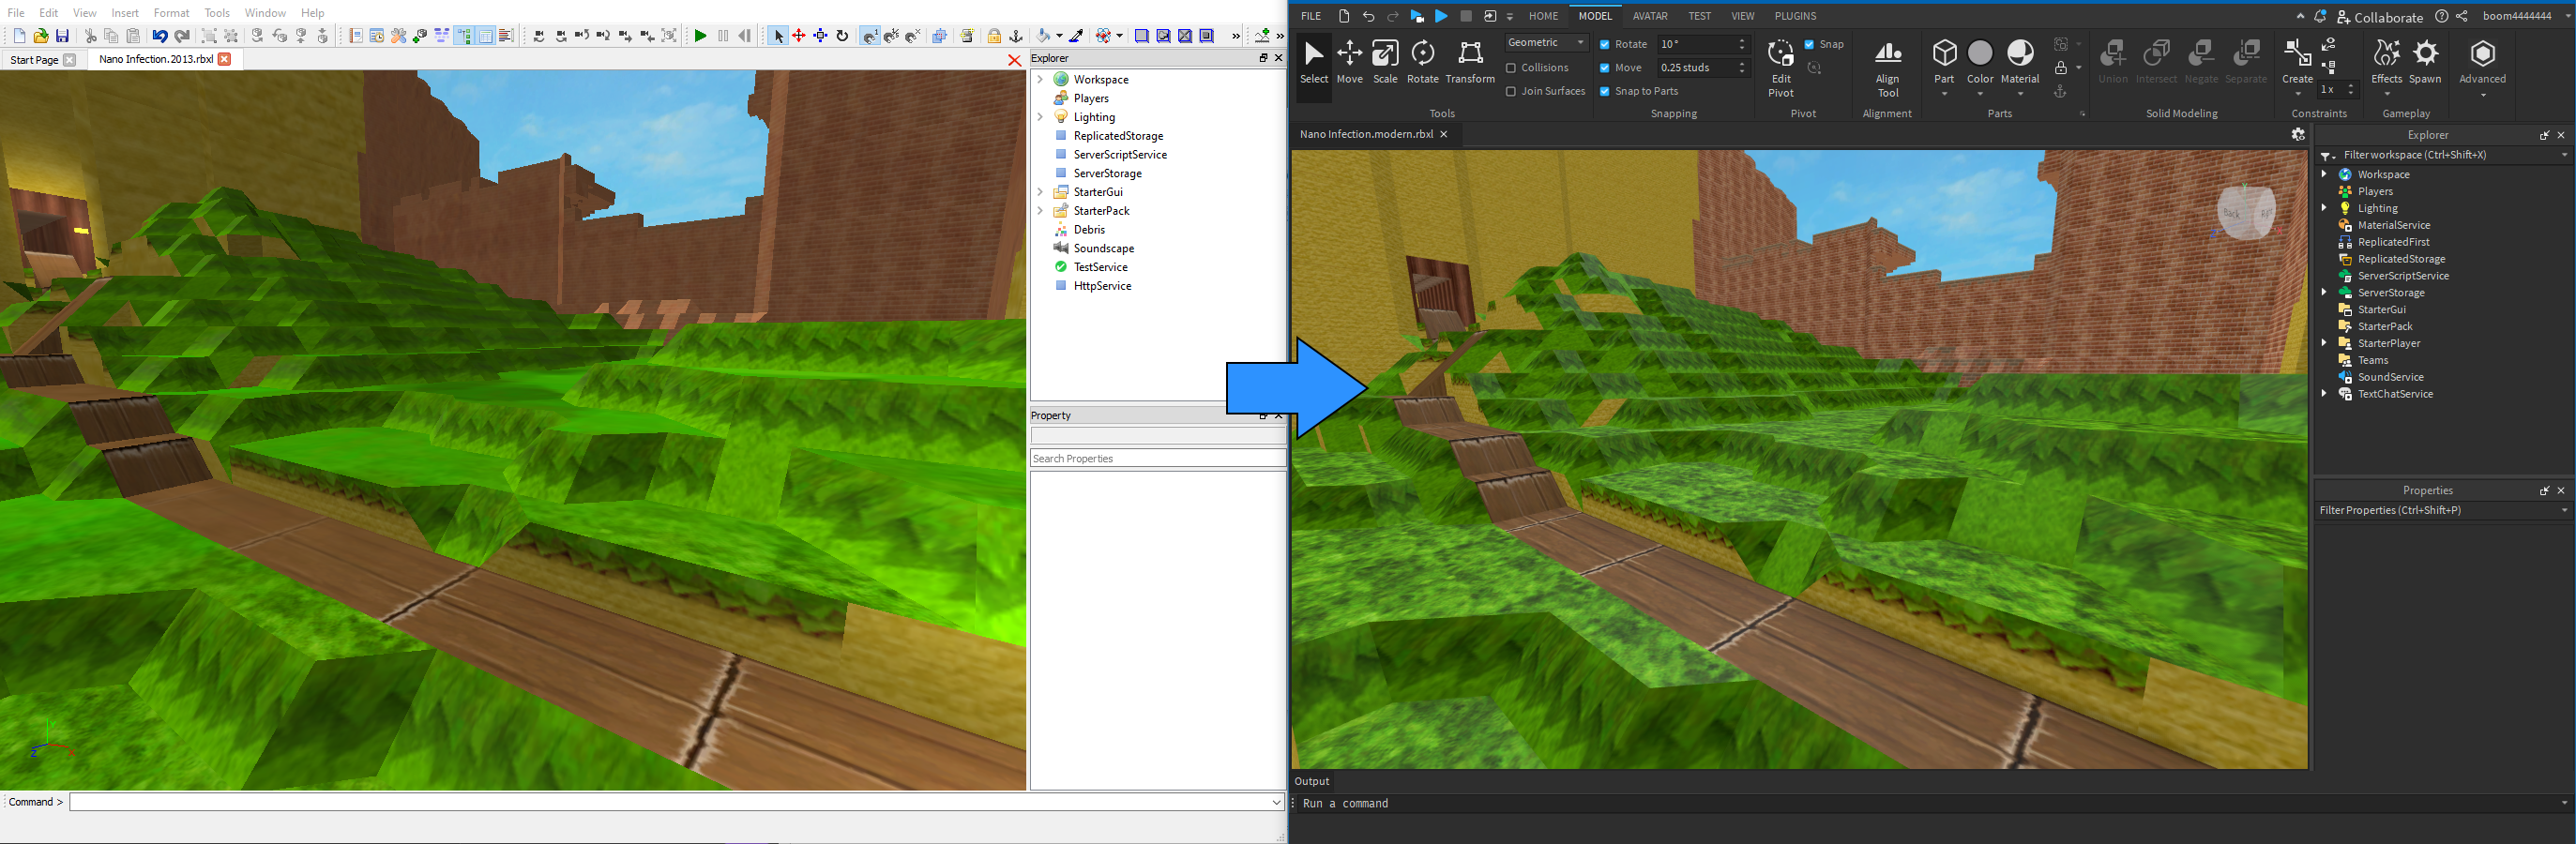 File Edit View Insert Format Tools Window Help
Start Page
Nano Infection.2013.rbxl
Explorer
Workspace
Players
Lighting
ReplicatedStorage
ServerScriptService
ServerStorage
StarterGui
StarterPack
Debris
Soundscape
TestService
HttpService
Property
Search Properties
Y
Z
Command >
FILE HOME MODEL AVATAR TEST VIEW PLUGINS Collaborate boom4444444
Select Move Scale Rotate Transform
Geometric
Collisions
Join Surfaces
Tools
Rotate 10°
Move 0.25 studs
Snap to Parts
Snapping
Edit Pivot
Snap
Pivot
Align Tool
Alignment
Part Color Material
Parts
Union Intersect Negate Separate
Solid Modeling
Create
1x
Constraints
Effects Spawn
Gameplay
Advanced
Nano Infection.modern.rbxl
Back
Y
Explorer
Filter workspace (Ctrl+Shift+X)
Workspace
Players
Lighting
MaterialService
ReplicatedFirst
ReplicatedStorage
ServerScriptService
ServerStorage
StarterGui
StarterPack
StarterPlayer
Teams
SoundService
TextChatService
Properties
Filter Properties (Ctrl+Shift+P)
Output
Run a command